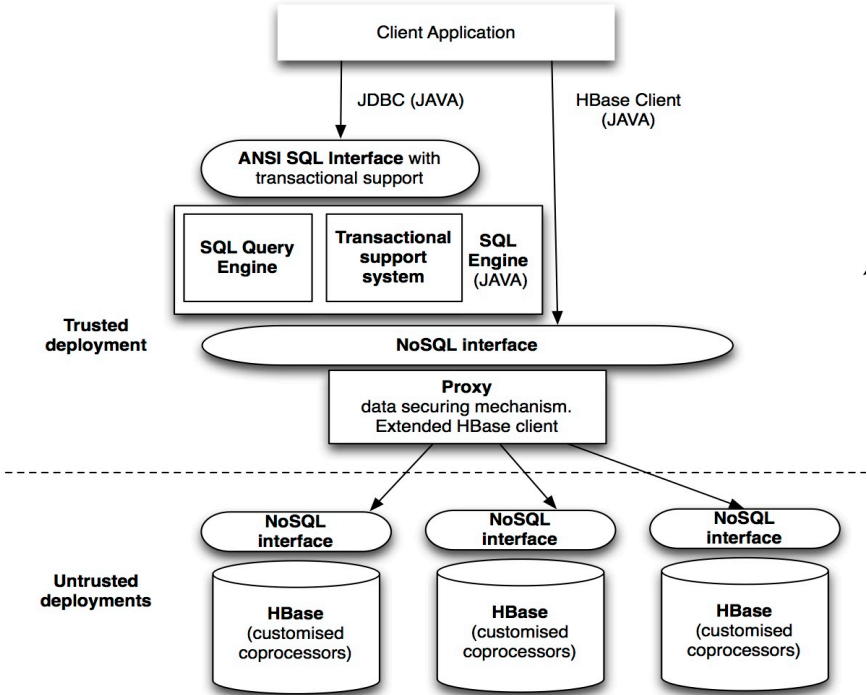 Client Application
JDBC (JAVA)
HBase Client
(JAVA)
ANSI SQL Interface with
transactional support
SQL Query
Engine
Transactional
support
system
SQL
Engine
(JAVA)
Trusted
deployment
NoSQL interface
Proxy
data securing mechanism.
Extended HBase client
NoSQL
interface
NoSQL
interface
NoSQL
interface
Untrusted
deployments
HBase
(customised
coprocessors)
HBase
(customised
coprocessors)
HBase
(customised
coprocessors)